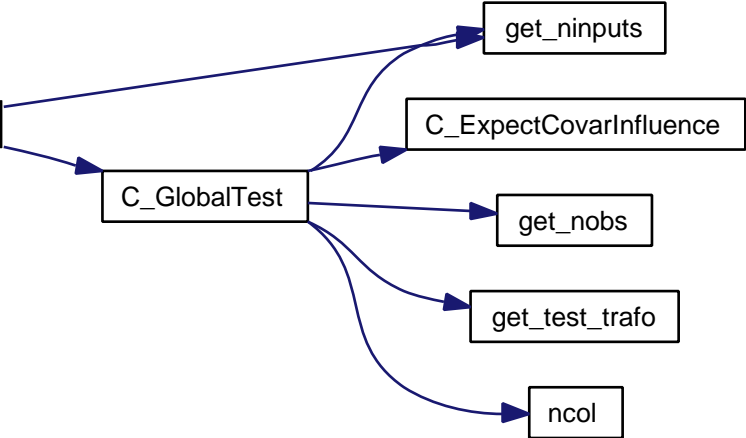 get_ninputs
C_ExpectCovarInfluence
C_GlobalTest
get_nobs
get_test_trafo
ncol